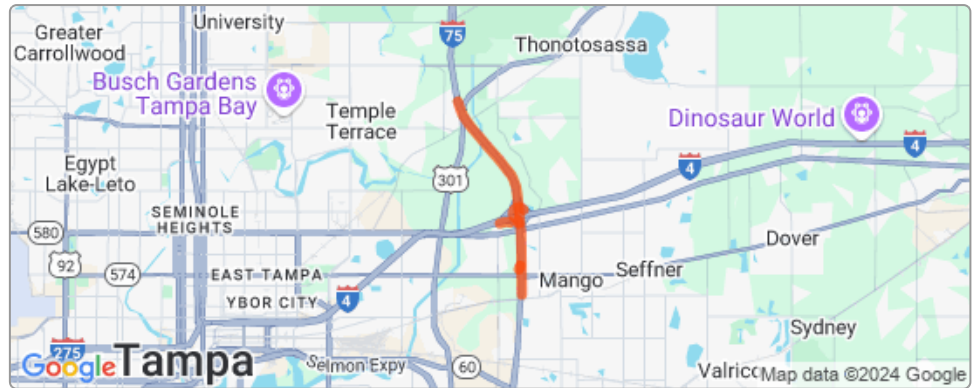 University
Greater
Carrollwood
75
Thonotosassa
Busch Gardens
Tampa Bay
Temple
Terrace
Dinosaur World
4
4
Egypt
Lake-Leto
301
SEMINOLE
HEIGHTS
580
92
574
EAST TAMPA
Mango
Seffner
Dover
YBOR CITY
4
Sydney
275
Google
Tampa
Selmon Expy
60
Valrico
Map data ©2024 Google